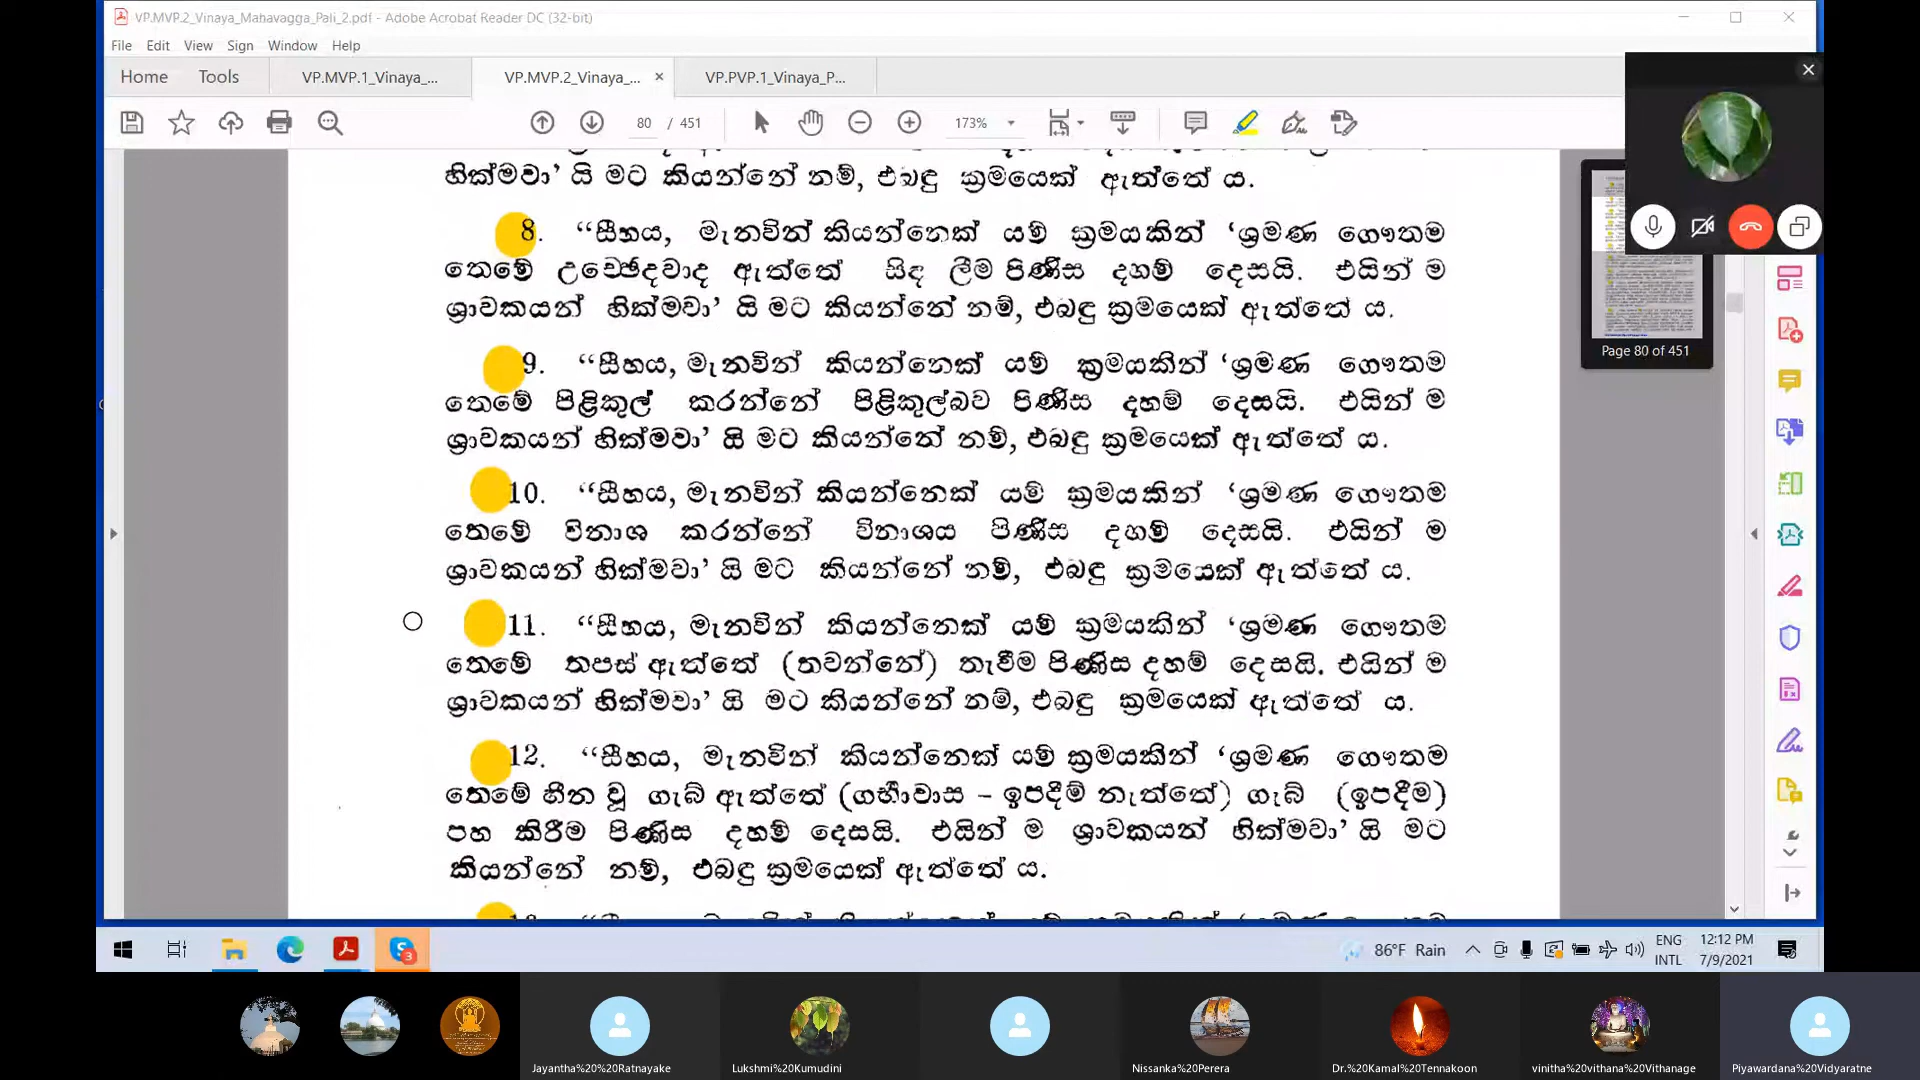 VP.MVP.2_Vinaya_Mahavagga_Pali_2.pdf - Adobe Acrobat Reader DC (32-bit)
File Edit View Sign Window Help
Home Tools VP.MVP.1_Vinaya_... VP.MVP.2_Vinaya_... VP.PVP.1_Vinaya_P...
80 / 451 173%
හික්මවා’ යි මට කියන්නේ නම්, එබඳු ක්‍රමයෙක් ඇත්තේ ය.
8. “සීහය, මැනවින් කියන්නෙක් යම් ක්‍රමයකින් ‘ශ්‍රමණ ගෞතම
තෙමේ උච්ඡේදවාද ඇත්තේ සිඳ ලීම පිණිස දහම් දෙසයි. එයින් ම
ශ්‍රාවකයන් හික්මවා’ යි මට කියන්නේ නම්, එබඳු ක්‍රමයෙක් ඇත්තේ ය.
9. “සීහය, මැනවින් කියන්නෙක් යම් ක්‍රමයකින් ‘ශ්‍රමණ ගෞතම
තෙමේ පිළිකුල් කරන්නේ පිළිකුල්බව පිණිස දහම් දෙසයි. එයින් ම
ශ්‍රාවකයන් හික්මවා’ යි මට කියන්නේ නම්, එබඳු ක්‍රමයෙක් ඇත්තේ ය.
10. “සීහය, මැනවින් කියන්නෙක් යම් ක්‍රමයකින් ‘ශ්‍රමණ ගෞතම
තෙමේ විනාශ කරන්නේ විනාශය පිණිස දහම් දෙසයි. එයින් ම
ශ්‍රාවකයන් හික්මවා’ යි මට කියන්නේ නම්, එබඳු ක්‍රමයෙක් ඇත්තේ ය.
11. “සීහය, මැනවින් කියන්නෙක් යම් ක්‍රමයකින් ‘ශ්‍රමණ ගෞතම
තෙමේ තපස් ඇත්තේ (තවන්නේ) තැවීම පිණිස දහම් දෙසයි. එයින් ම
ශ්‍රාවකයන් හික්මවා’ යි මට කියන්නේ නම්, එබඳු ක්‍රමයෙක් ඇත්තේ ය.
12. “සීහය, මැනවින් කියන්නෙක් යම් ක්‍රමයකින් ‘ශ්‍රමණ ගෞතම
තෙමේ හීන වූ ගැබ් ඇත්තේ (ගර්භාවාස – ඉපදීම් නැත්තේ) ගැබ් (ඉපදීම)
පහ කිරීම පිණිස දහම් දෙසයි. එයින් ම ශ්‍රාවකයන් හික්මවා’ යි මට
කියන්නේ නම්, එබඳු ක්‍රමයෙක් ඇත්තේ ය.
Page 80 of 451
3
86°F Rain ENG 12:12 PM
INTL 7/9/2021
Jayantha%20%20Ratnayake Lukshmi%20Kumudini Nissanka%20Perera Dr.%20Kamal%20Tennakoon vinitha%20vithana%20Vithanage Piyawardana%20Vidyaratne